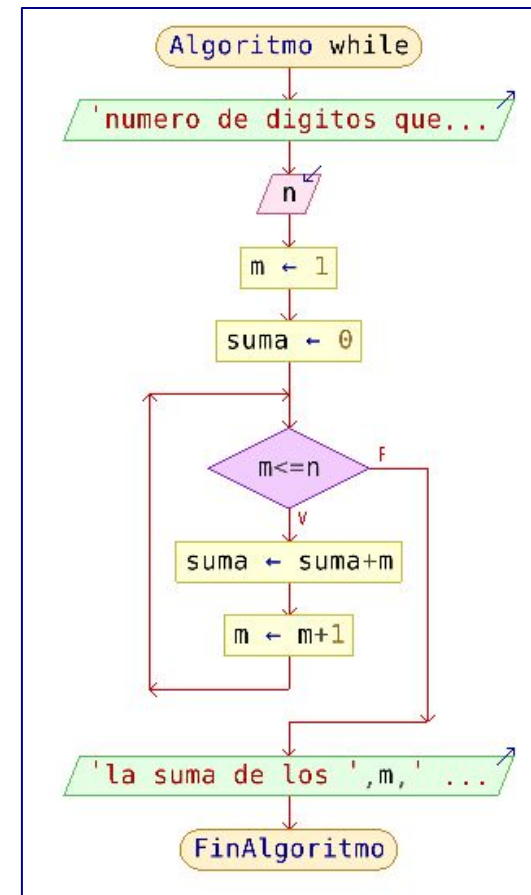 Algoritmo while
'numero de digitos que...
n
m ← 1
suma ← 0
m<=n
F
V
suma ← suma+m
m ← m+1
'la suma de los ',m,' ...
FinAlgoritmo